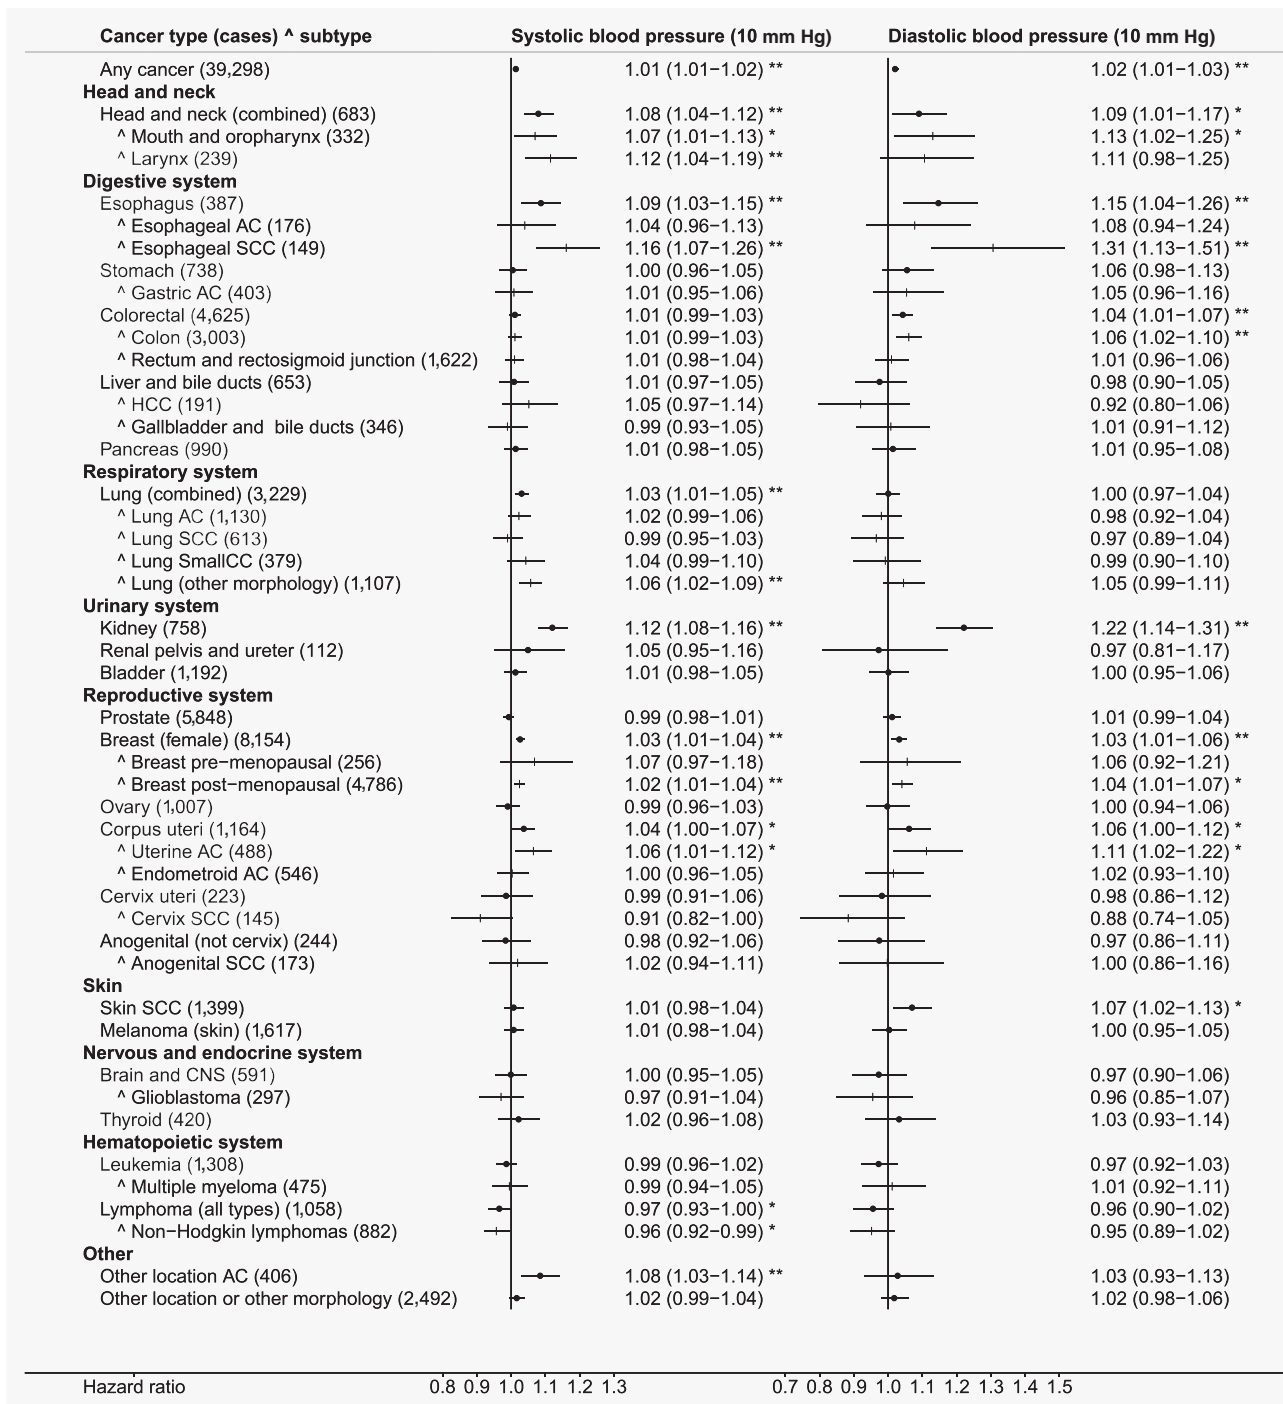 Cancer type (cases) ^ subtype Systolic blood pressure (10 mm Hg) Diastolic blood pressure (10 mm Hg)
Any cancer (39,298) 1.01 (1.01−1.02) ** 1.02 (1.01−1.03) **
Head and neck
Head and neck (combined) (683) 1.08 (1.04−1.12) ** 1.09 (1.01−1.17) *
^ Mouth and oropharynx (332) 1.07 (1.01−1.13) * 1.13 (1.02−1.25) *
^ Larynx (239) 1.12 (1.04−1.19) ** 1.11 (0.98−1.25)
Digestive system
Esophagus (387) 1.09 (1.03−1.15) ** 1.15 (1.04−1.26) **
^ Esophageal AC (176) 1.04 (0.96−1.13) 1.08 (0.94−1.24)
^ Esophageal SCC (149) 1.16 (1.07−1.26) ** 1.31 (1.13−1.51) **
Stomach (738) 1.00 (0.96−1.05) 1.06 (0.98−1.13)
^ Gastric AC (403) 1.01 (0.95−1.06) 1.05 (0.96−1.16)
Colorectal (4,625) 1.01 (0.99−1.03) 1.04 (1.01−1.07) **
^ Colon (3,003) 1.01 (0.99−1.03) 1.06 (1.02−1.10) **
^ Rectum and rectosigmoid junction (1,622) 1.01 (0.98−1.04) 1.01 (0.96−1.06)
Liver and bile ducts (653) 1.01 (0.97−1.05) 0.98 (0.90−1.05)
^ HCC (191) 1.05 (0.97−1.14) 0.92 (0.80−1.06)
^ Gallbladder and bile ducts (346) 0.99 (0.93−1.05) 1.01 (0.91−1.12)
Pancreas (990) 1.01 (0.98−1.05) 1.01 (0.95−1.08)
Respiratory system
Lung (combined) (3,229) 1.03 (1.01−1.05) ** 1.00 (0.97−1.04)
^ Lung AC (1,130) 1.02 (0.99−1.06) 0.98 (0.92−1.04)
^ Lung SCC (613) 0.99 (0.95−1.03) 0.97 (0.89−1.04)
^ Lung SmallCC (379) 1.04 (0.99−1.10) 0.99 (0.90−1.10)
^ Lung (other morphology) (1,107) 1.06 (1.02−1.09) ** 1.05 (0.99−1.11)
Urinary system
Kidney (758) 1.12 (1.08−1.16) ** 1.22 (1.14−1.31) **
Renal pelvis and ureter (112) 1.05 (0.95−1.16) 0.97 (0.81−1.17)
Bladder (1,192) 1.01 (0.98−1.05) 1.00 (0.95−1.06)
Reproductive system
Prostate (5,848) 0.99 (0.98−1.01) 1.01 (0.99−1.04)
Breast (female) (8,154) 1.03 (1.01−1.04) ** 1.03 (1.01−1.06) **
^ Breast pre−menopausal (256) 1.07 (0.97−1.18) 1.06 (0.92−1.21)
^ Breast post−menopausal (4,786) 1.02 (1.01−1.04) ** 1.04 (1.01−1.07) *
Ovary (1,007) 0.99 (0.96−1.03) 1.00 (0.94−1.06)
Corpus uteri (1,164) 1.04 (1.00−1.07) * 1.06 (1.00−1.12) *
^ Uterine AC (488) 1.06 (1.01−1.12) * 1.11 (1.02−1.22) *
^ Endometroid AC (546) 1.00 (0.96−1.05) 1.02 (0.93−1.10)
Cervix uteri (223) 0.99 (0.91−1.06) 0.98 (0.86−1.12)
^ Cervix SCC (145) 0.91 (0.82−1.00) 0.88 (0.74−1.05)
Anogenital (not cervix) (244) 0.98 (0.92−1.06) 0.97 (0.86−1.11)
^ Anogenital SCC (173) 1.02 (0.94−1.11) 1.00 (0.86−1.16)
Skin
Skin SCC (1,399) 1.01 (0.98−1.04) 1.07 (1.02−1.13) *
Melanoma (skin) (1,617) 1.01 (0.98−1.04) 1.00 (0.95−1.05)
Nervous and endocrine system
Brain and CNS (591) 1.00 (0.95−1.05) 0.97 (0.90−1.06)
^ Glioblastoma (297) 0.97 (0.91−1.04) 0.96 (0.85−1.07)
Thyroid (420) 1.02 (0.96−1.08) 1.03 (0.93−1.14)
Hematopoietic system
Leukemia (1,308) 0.99 (0.96−1.02) 0.97 (0.92−1.03)
^ Multiple myeloma (475) 0.99 (0.94−1.05) 1.01 (0.92−1.11)
Lymphoma (all types) (1,058) 0.97 (0.93−1.00) * 0.96 (0.90−1.02)
^ Non−Hodgkin lymphomas (882) 0.96 (0.92−0.99) * 0.95 (0.89−1.02)
Other
Other location AC (406) 1.08 (1.03−1.14) ** 1.03 (0.93−1.13)
Other location or other morphology (2,492) 1.02 (0.99−1.04) 1.02 (0.98−1.06)
Hazard ratio 0.8 0.9 1.0 1.1 1.2 1.3 0.7 0.8 0.9 1.0 1.1 1.2 1.3 1.4 1.5